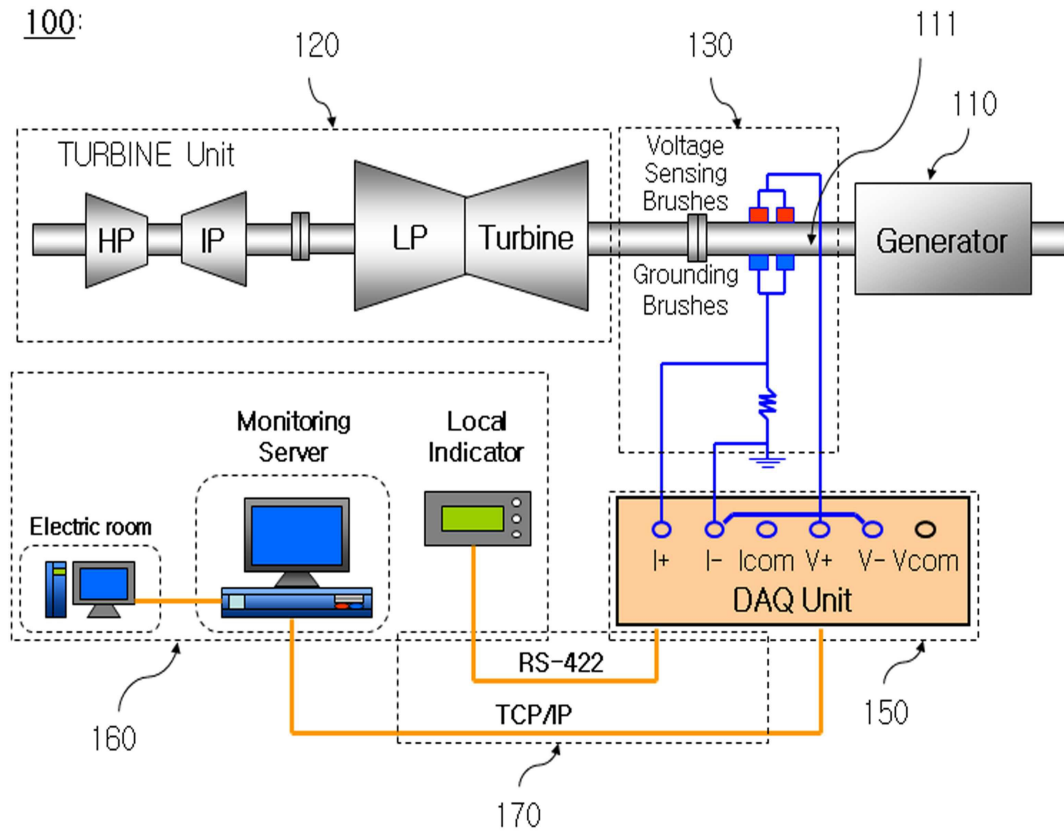 100:
120
130
111
110
TURBINE Unit
HP
IP
LP
Turbine
Voltage
Sensing
Brushes
Grounding
Brushes
Generator
Monitoring
Server
Local
Indicator
Electric room
I+
I-
Icom
V+
V-
Vcom
DAQ Unit
RS-422
TCP/IP
160
150
170